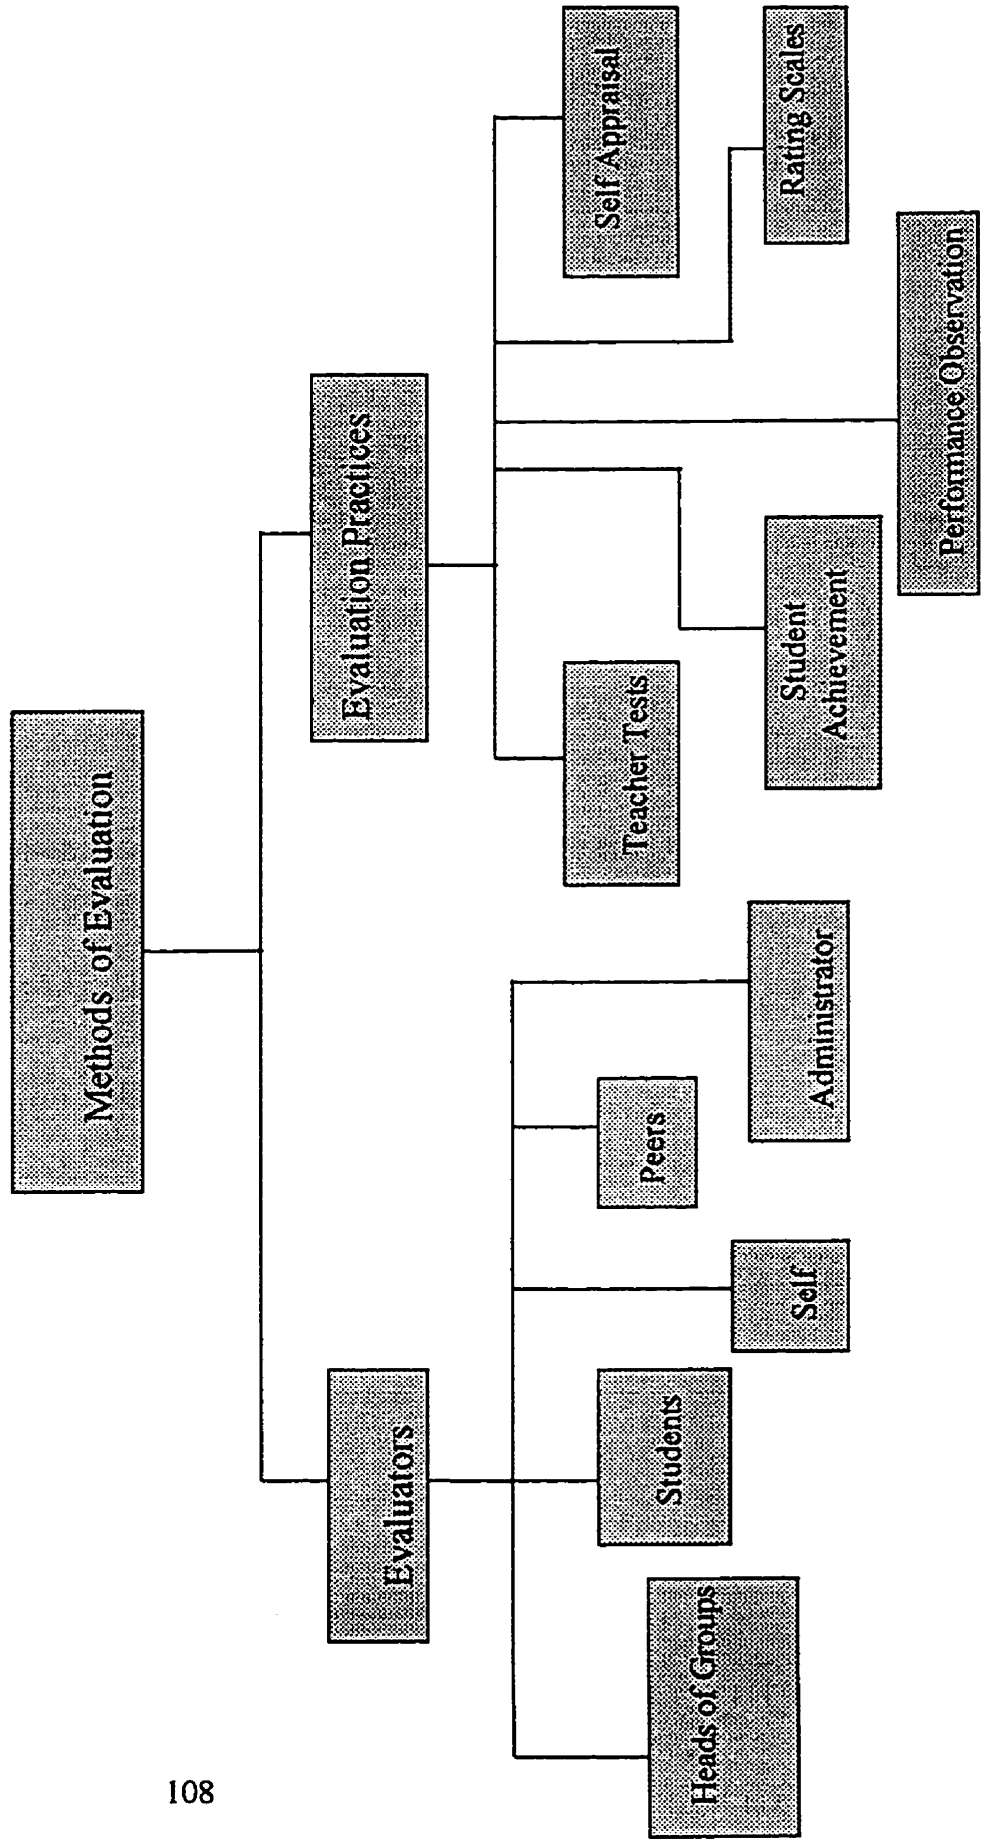 Methods of Evaluation
Evaluators
Evaluation Practices
Heads of Groups
Students
Self
Peers
Administrator
Teacher Tests
Student
Achievement
Performance Observation
Rating Scales
Self Appraisal
108